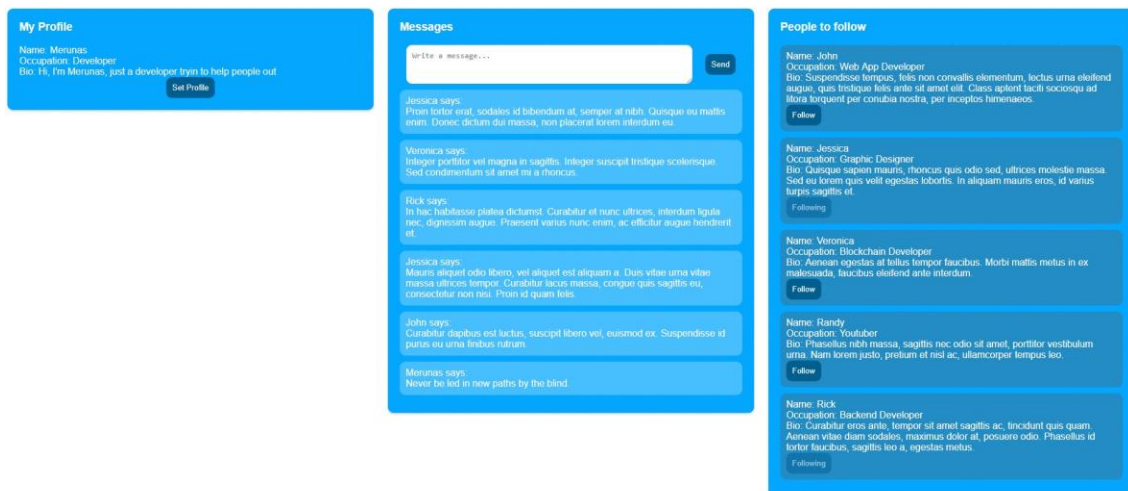 My Profile
Name: Merunas
Occupation: Developer
Bio: Hi, I'm Merunas, just a developer tryin to help people out
Set Profile
Messages
Write a message...
Send
Jessica says:
Proin tortor erat, sodales id bibendum at, semper at nibh. Quisque eu mattis
enim. Donec dictum dui massa, non placerat lorem interdum eu.
Veronica says:
Integer porttitor vel magna in sagittis. Integer suscipit tristique scelerisque.
Sed condimentum sit amet mi a rhoncus.
Rick says:
In hac habitasse platea dictumst. Curabitur et nunc ultrices, interdum ligula
nec, dignissim augue. Praesent varius nunc enim, ac efficitur augue hendrerit
et.
Jessica says:
Mauris aliquet odio libero, vel aliquet est aliquam a. Duis vitae urna vitae
massa ultrices tempor. Curabitur lacus massa, congue quis sagittis eu,
consectetur non nisi. Proin id quam felis.
John says:
Curabitur dapibus est luctus, suscipit libero vel, euismod ex. Suspendisse id
purus eu urna finibus rutrum.
Merunas says:
Never be led in new paths by the blind.
People to follow
Name: John
Occupation: Web App Developer
Bio: Suspendisse tempus, felis non convallis elementum, lectus urna eleifend
augue, quis tristique felis ante sit amet elit. Class aptent taciti sociosqu ad
litora torquent per conubia nostra, per inceptos himenaeos.
Follow
Name: Jessica
Occupation: Graphic Designer
Bio: Quisque sapien mauris, rhoncus quis odio sed, ultrices molestie massa.
Sed eu lorem quis velit egestas lobortis. In aliquam mauris eros, id varius
turpis sagittis et.
Following
Name: Veronica
Occupation: Blockchain Developer
Bio: Aenean egestas at tellus tempor faucibus. Morbi mattis metus in ex
malesuada, faucibus eleifend ante interdum.
Follow
Name: Randy
Occupation: Youtuber
Bio: Phasellus nibh massa, sagittis nec odio sit amet, porttitor vestibulum
urna. Nam lorem justo, pretium et nisl ac, ullamcorper tempus leo.
Follow
Name: Rick
Occupation: Backend Developer
Bio: Curabitur eros ante, tempor sit amet sagittis ac, tincidunt quis quam.
Aenean vitae diam sodales, maximus dolor at, posuere odio. Phasellus id
tortor faucibus, sagittis leo a, egestas metus.
Following